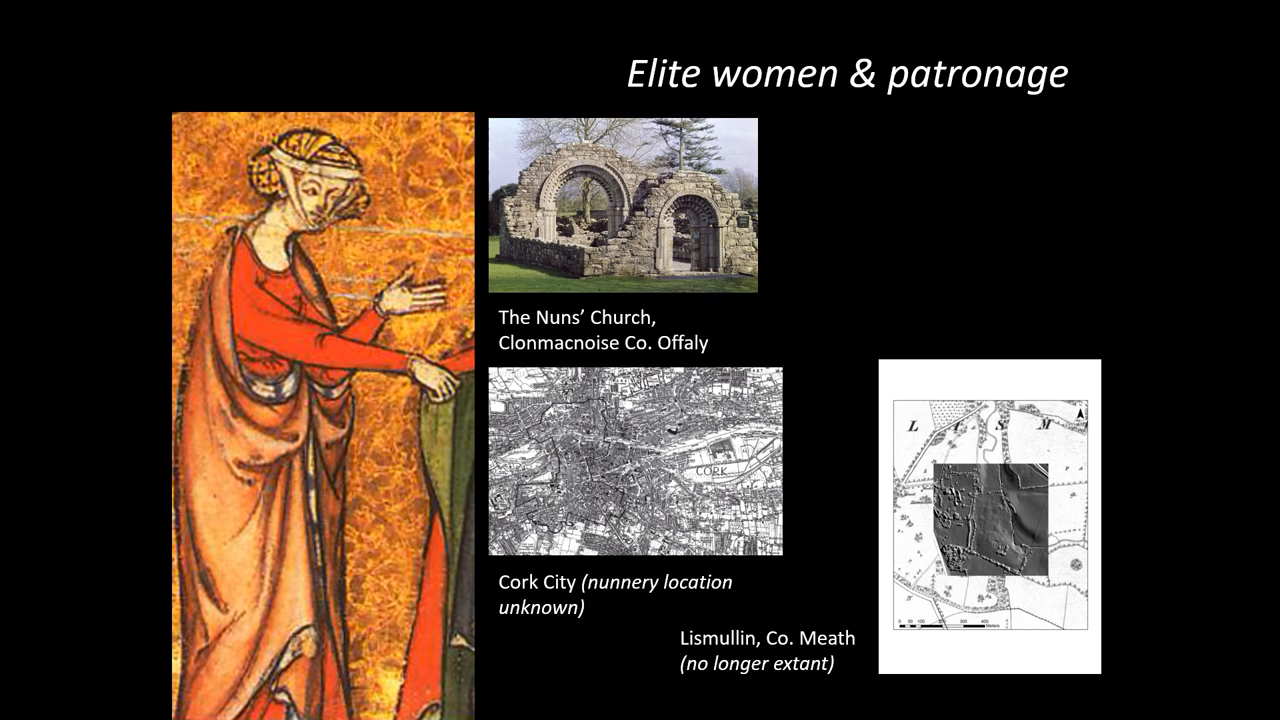 Elite women & patronage
The Nuns’ Church,
Clonmacnoise Co. Offaly
CORK
Cork City (nunnery location
unknown)
L I S M
Lismullin, Co. Meath
(no longer extant)